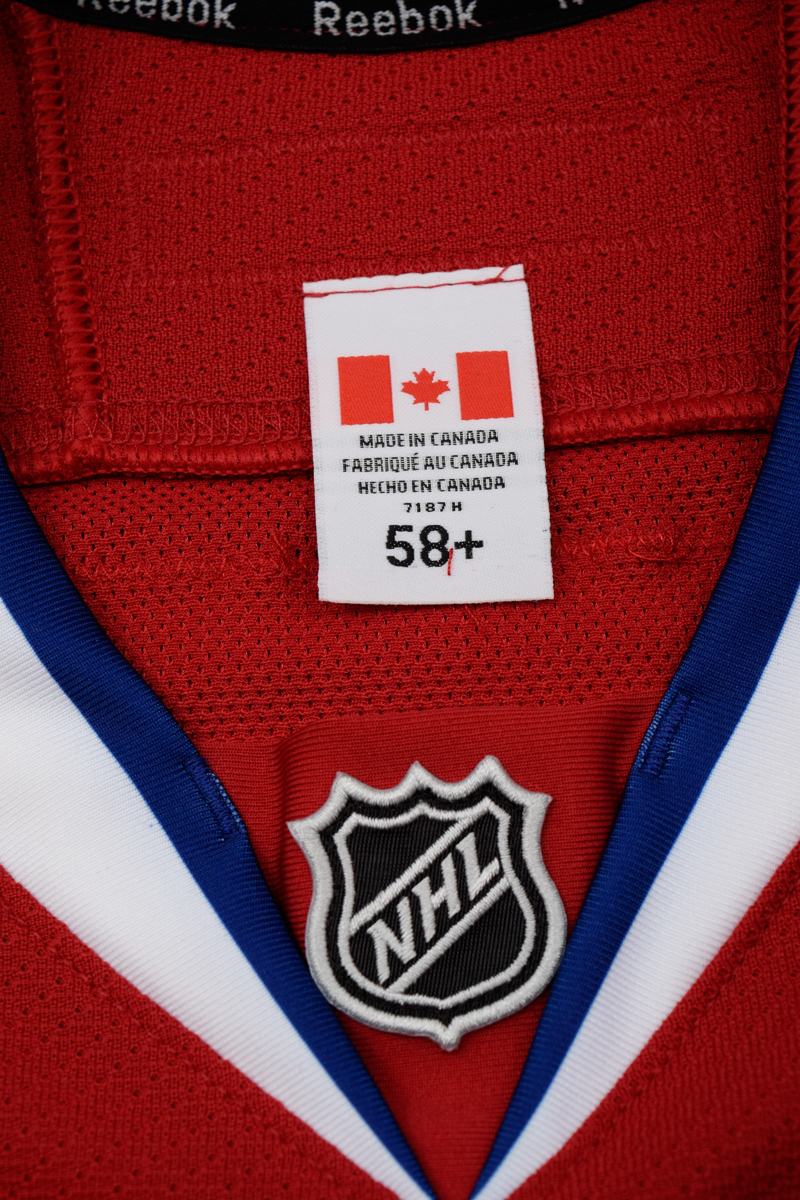 Reebok Reebok
MADE IN CANADA
FABRIQUÉ AU CANADA
HECHO EN CANADA
7187 H
58+
NHL